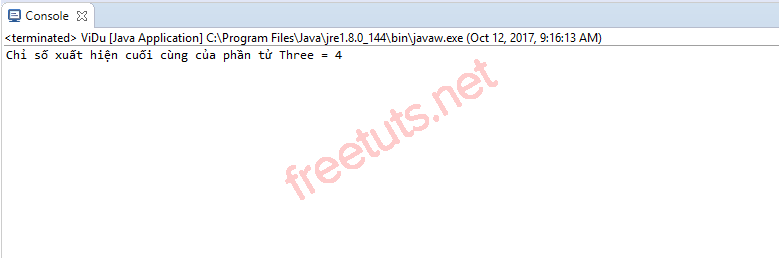 Console
<terminated> ViDu [Java Application] C:\Program Files\Java\jre1.8.0_144\bin\javaw.exe (Oct 12, 2017, 9:16:13 AM)
Chỉ số xuất hiện cuối cùng của phần tử Three = 4
freetuts.net